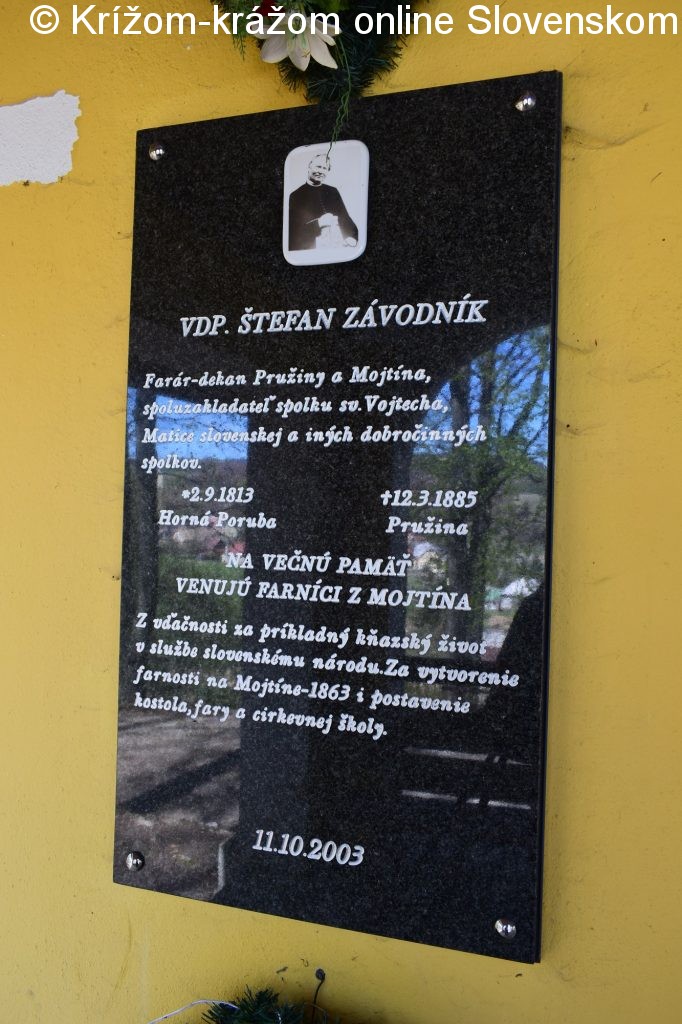 © Krížom-krážom online Slovenskom
VDP. ŠTEFAN ZÁVODNÍK
Farár-dekan Pružiny a Mojtína,
spoluzakladateľ spolku sv. Vojtecha,
Matice slovenskej a iných dobročinných
spolkov.
*2.9.1813 †12.3.1885
Horná Poruba Pružina
NA VEČNÚ PAMÄŤ
VENUJÚ FARNÍCI Z MOJTÍNA
Z vďačnosti za príkladný kňazský život
v službe slovenskému národu.Za vytvorenie
farnosti na Mojtíne-1863 i postavenie
kostola,fary a cirkevnej školy.
11.10.2003